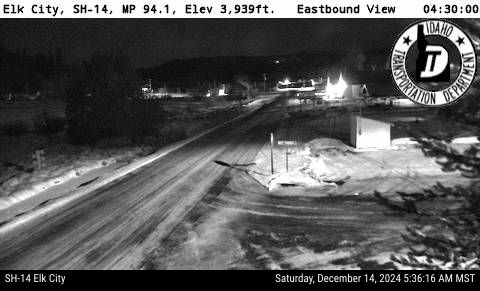 Elk City, SH-14, MP 94.1, Elev 3,939ft. Eastbound View 04:30:00
IDAHO
TRANSPORTATION DEPARTMENT
SH-14 Elk City Saturday, December 14, 2024 5:36:16 AM MST